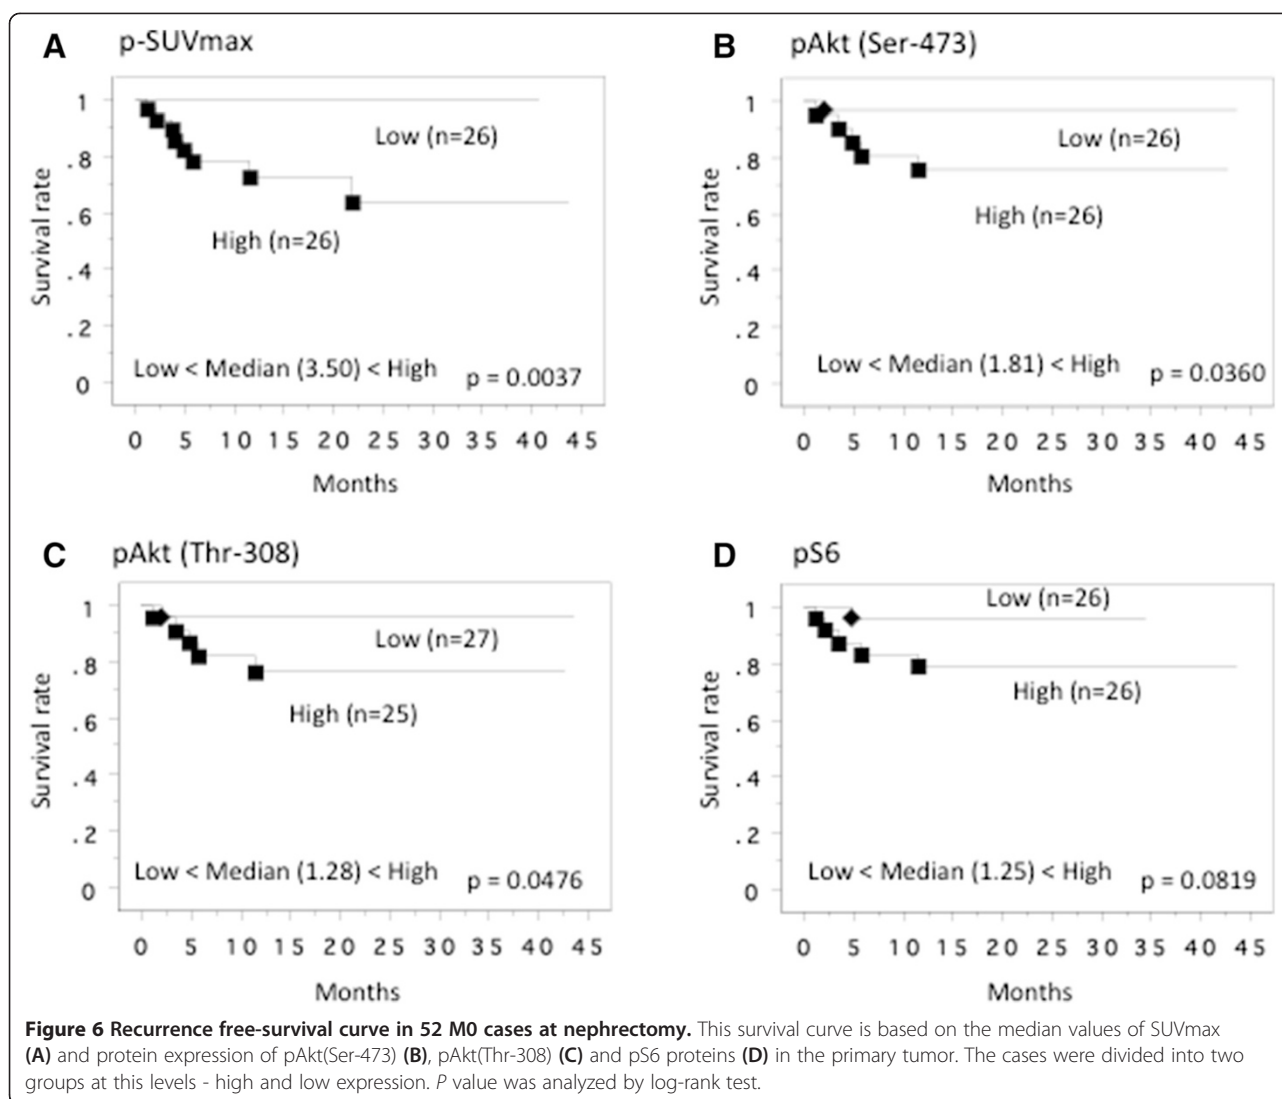 A p-SUVmax
1
.8
.6
.4
.2
0
Survival rate
Low (n=26)
High (n=26)
Low < Median (3.50) < High p = 0.0037
0 5 10 15 20 25 30 35 40 45
Months
B pAkt (Ser-473)
1
.8
.6
.4
.2
0
Survival rate
Low (n=26)
High (n=26)
Low < Median (1.81) < High p = 0.0360
0 5 10 15 20 25 30 35 40 45
Months
C pAkt (Thr-308)
1
.8
.6
.4
.2
0
Survival rate
Low (n=27)
High (n=25)
Low < Median (1.28) < High p = 0.0476
0 5 10 15 20 25 30 35 40 45
Months
D pS6
1
.8
.6
.4
.2
0
Survival rate
Low (n=26)
High (n=26)
Low < Median (1.25) < High p = 0.0819
0 5 10 15 20 25 30 35 40 45
Months
Figure 6 Recurrence free-survival curve in 52 M0 cases at nephrectomy. This survival curve is based on the median values of SUVmax
(A) and protein expression of pAkt(Ser-473) (B), pAkt(Thr-308) (C) and pS6 proteins (D) in the primary tumor. The cases were divided into two
groups at this levels - high and low expression. P value was analyzed by log-rank test.